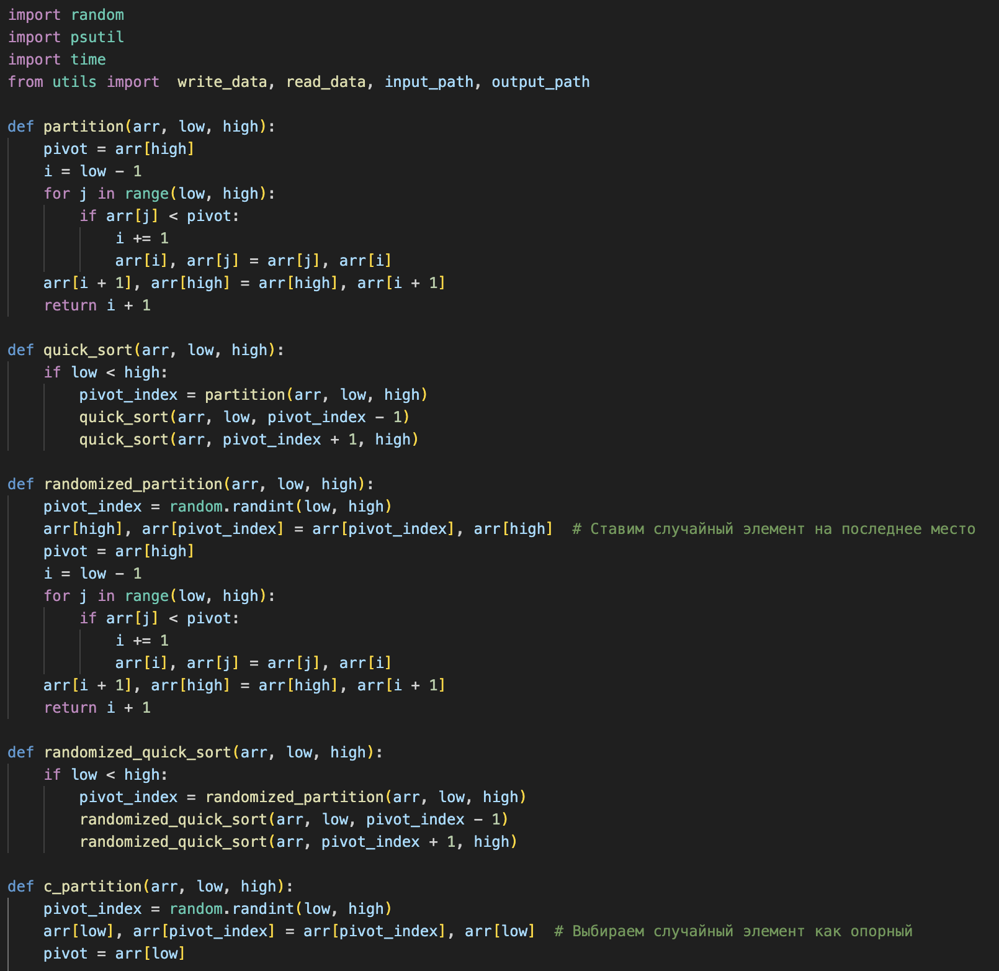 import random
import psutil
import time
from utils import  write_data, read_data, input_path, output_path

def partition(arr, low, high):
    pivot = arr[high]
    i = low - 1
    for j in range(low, high):
        if arr[j] < pivot:
            i += 1
            arr[i], arr[j] = arr[j], arr[i]
    arr[i + 1], arr[high] = arr[high], arr[i + 1]
    return i + 1

def quick_sort(arr, low, high):
    if low < high:
        pivot_index = partition(arr, low, high)
        quick_sort(arr, low, pivot_index - 1)
        quick_sort(arr, pivot_index + 1, high)

def randomized_partition(arr, low, high):
    pivot_index = random.randint(low, high)
    arr[high], arr[pivot_index] = arr[pivot_index], arr[high]  # Ставим случайный элемент на последнее место
    pivot = arr[high]
    i = low - 1
    for j in range(low, high):
        if arr[j] < pivot:
            i += 1
            arr[i], arr[j] = arr[j], arr[i]
    arr[i + 1], arr[high] = arr[high], arr[i + 1]
    return i + 1

def randomized_quick_sort(arr, low, high):
    if low < high:
        pivot_index = randomized_partition(arr, low, high)
        randomized_quick_sort(arr, low, pivot_index - 1)
        randomized_quick_sort(arr, pivot_index + 1, high)

def c_partition(arr, low, high):
    pivot_index = random.randint(low, high)
    arr[low], arr[pivot_index] = arr[pivot_index], arr[low]  # Выбираем случайный элемент как опорный
    pivot = arr[low]